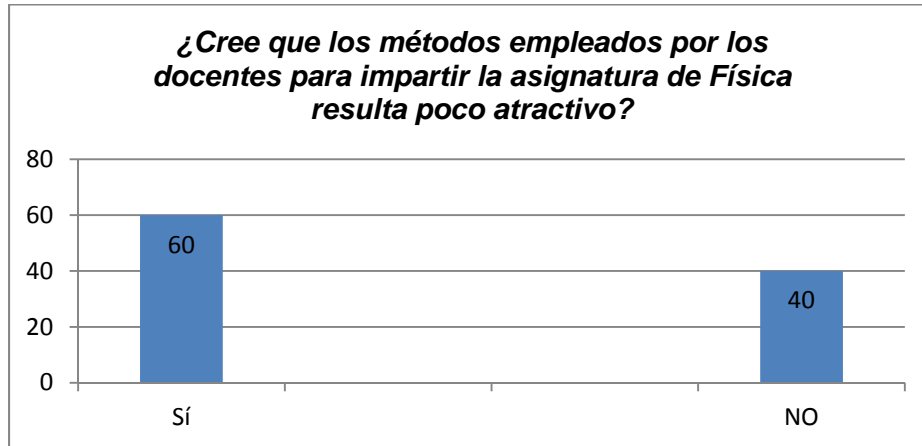 ¿Cree que los métodos empleados por los
docentes para impartir la asignatura de Física
resulta poco atractivo?
80
60
40
20
0
60
40
Sí
NO